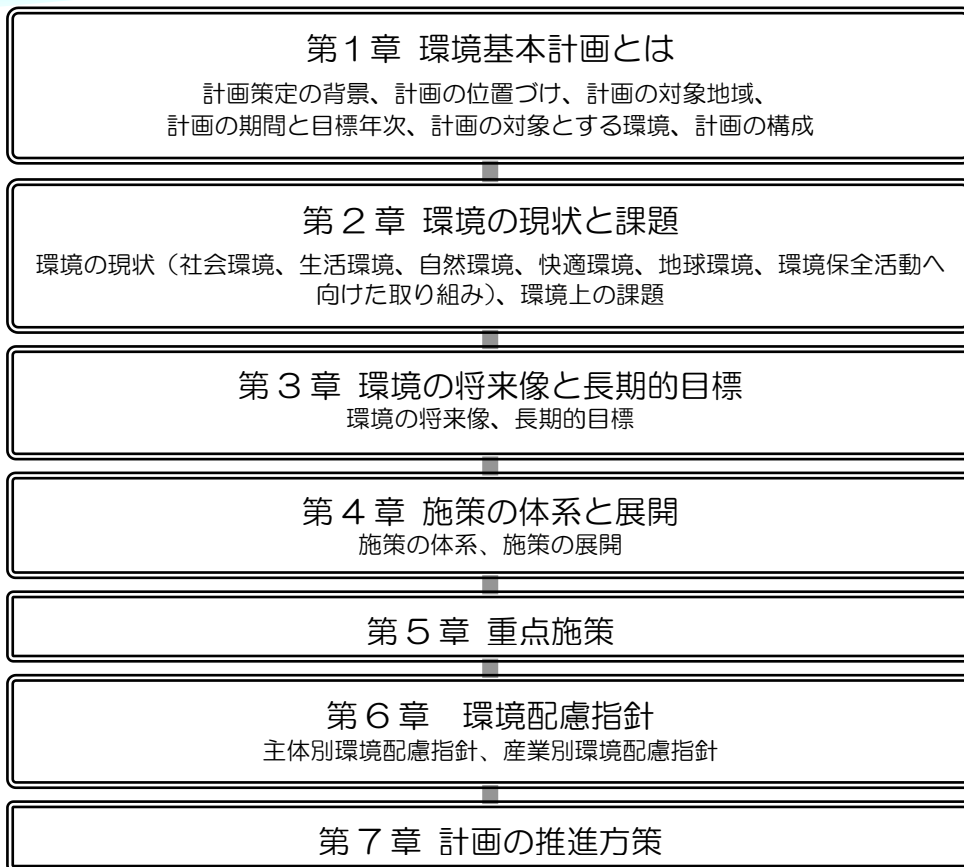 第1章 環境基本計画とは
計画策定の背景、計画の位置づけ、計画の対象地域、
計画の期間と目標年次、計画の対象とする環境、計画の構成
第2章 環境の現状と課題
環境の現状（社会環境、生活環境、自然環境、快適環境、地球環境、環境保全活動へ
向けた取り組み）、環境上の課題
第3章 環境の将来像と長期的目標
環境の将来像、長期的目標
第4章 施策の体系と展開
施策の体系、施策の展開
第5章 重点施策
第6章　環境配慮指針
主体別環境配慮指針、産業別環境配慮指針
第7章 計画の推進方策